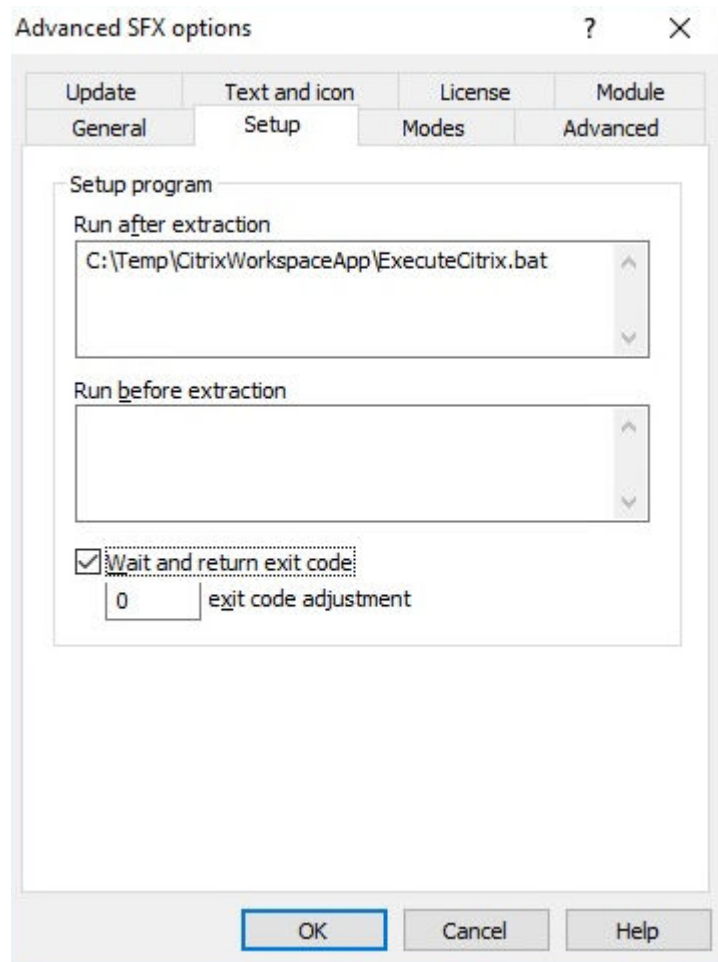 Advanced SFX options
?
Update Text and icon License Module
General Setup Modes Advanced
Setup program
Run after extraction
C:\Temp\CitrixWorkspaceApp\ExecuteCitrix.bat
Run before extraction
Wait and return exit code
0 exit code adjustment
OK Cancel Help